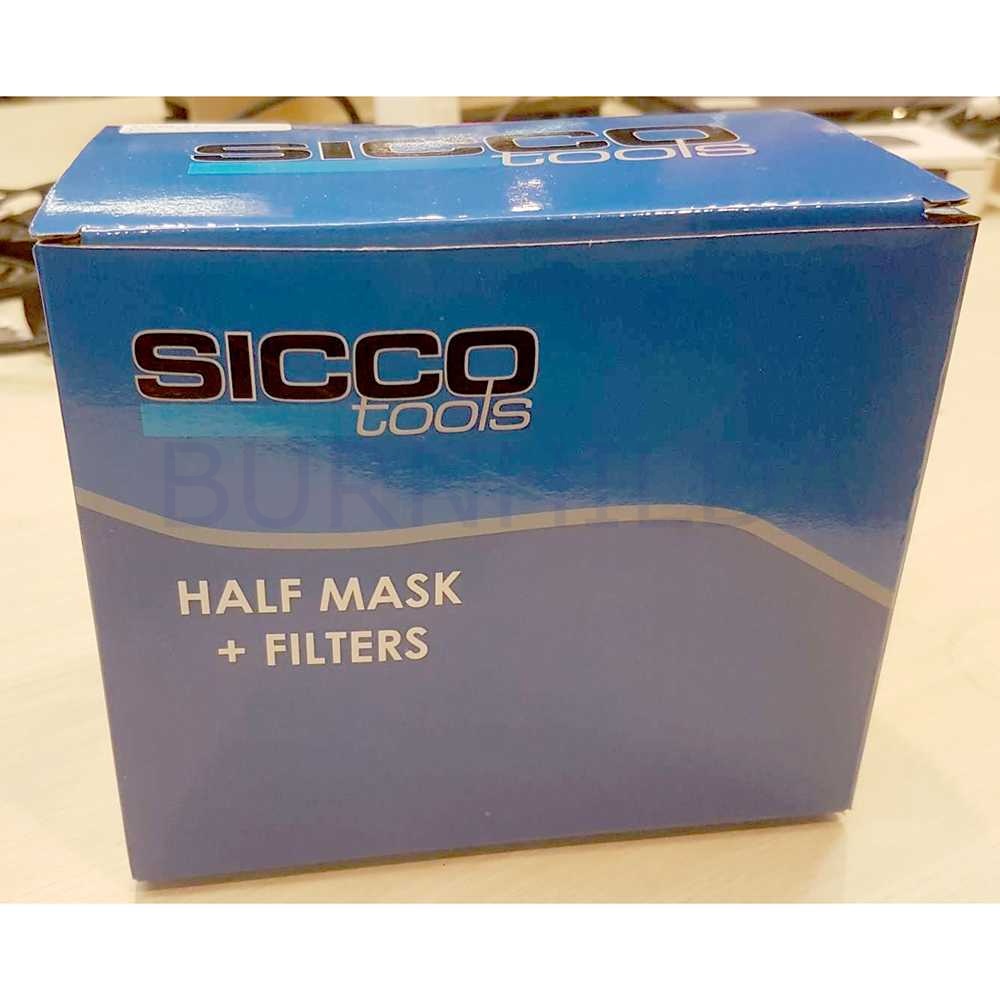 SICCO
tools
SICCO
tools
HALF MASK
+ FILTERS